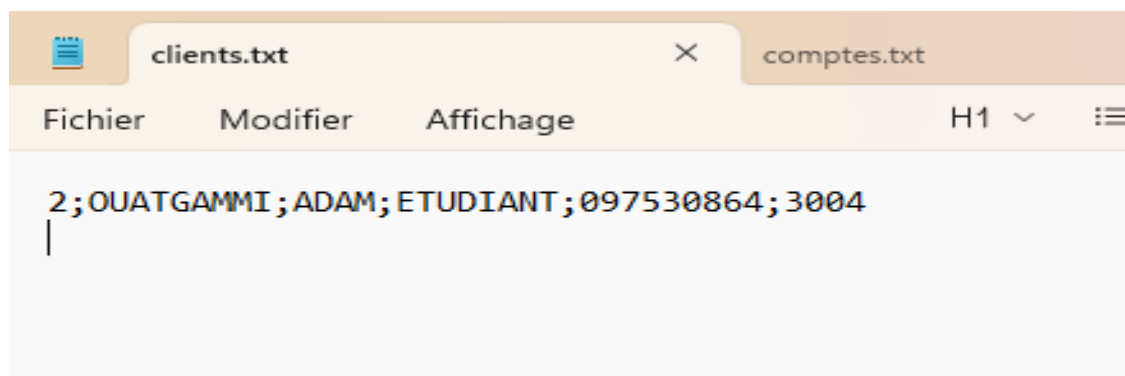 clients.txt comptes.txt
Fichier Modifier Affichage H1
2;OUATGAMMI;ADAM;ETUDIANT;097530864;3004